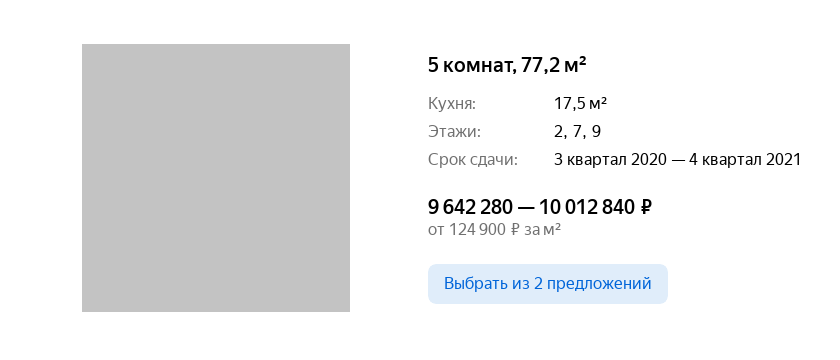 5 комнат, 77,2 м²
Кухня: 17,5 м²
Этажи: 2, 7, 9
Срок сдачи: 3 квартал 2020 — 4 квартал 2021
9 642 280 — 10 012 840 ₽
от 124 900 ₽ за м²
Выбрать из 2 предложений